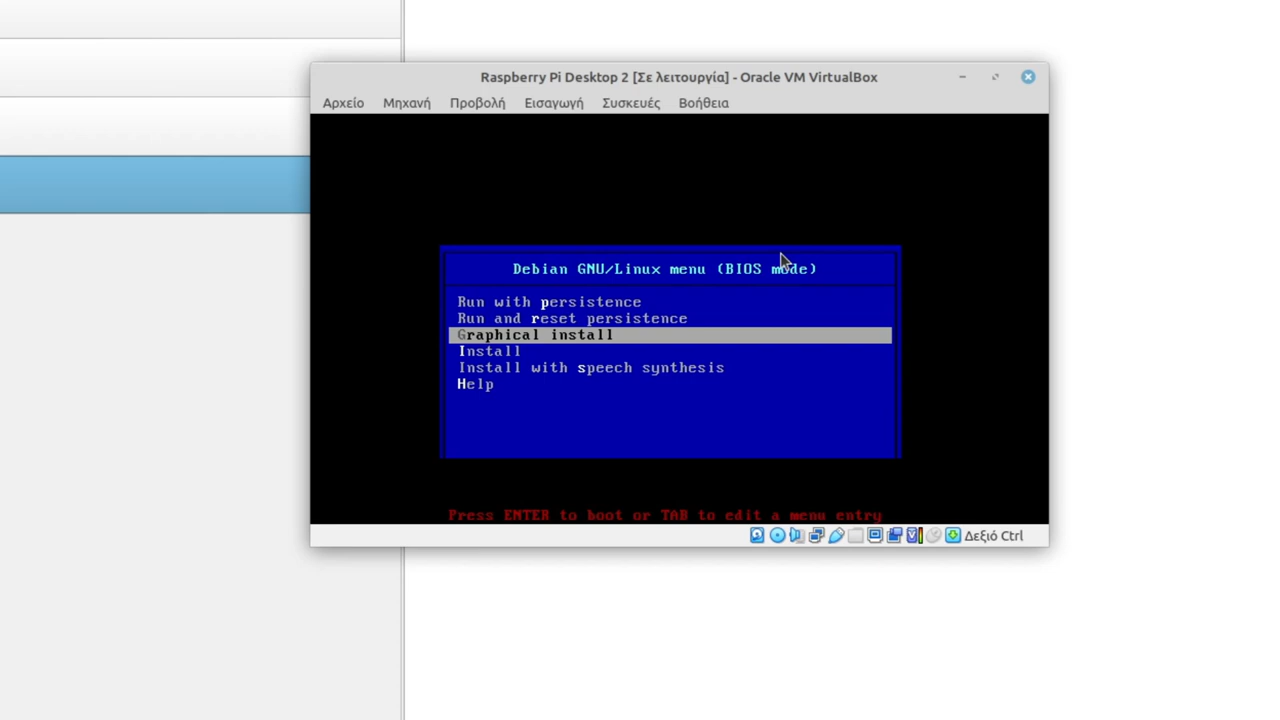 Raspberry Pi Desktop 2 [Σε λειτουργία] - Oracle VM VirtualBox
Αρχείο Μηχανή Προβολή Εισαγωγή Συσκευές Βοήθεια
Debian GNU/Linux menu (BIOS mode)
Run with persistence
Run and reset persistence
Graphical install
Install
Install with speech synthesis
Help
Press ENTER to boot or TAB to edit a menu entry
Δεξιό Ctrl